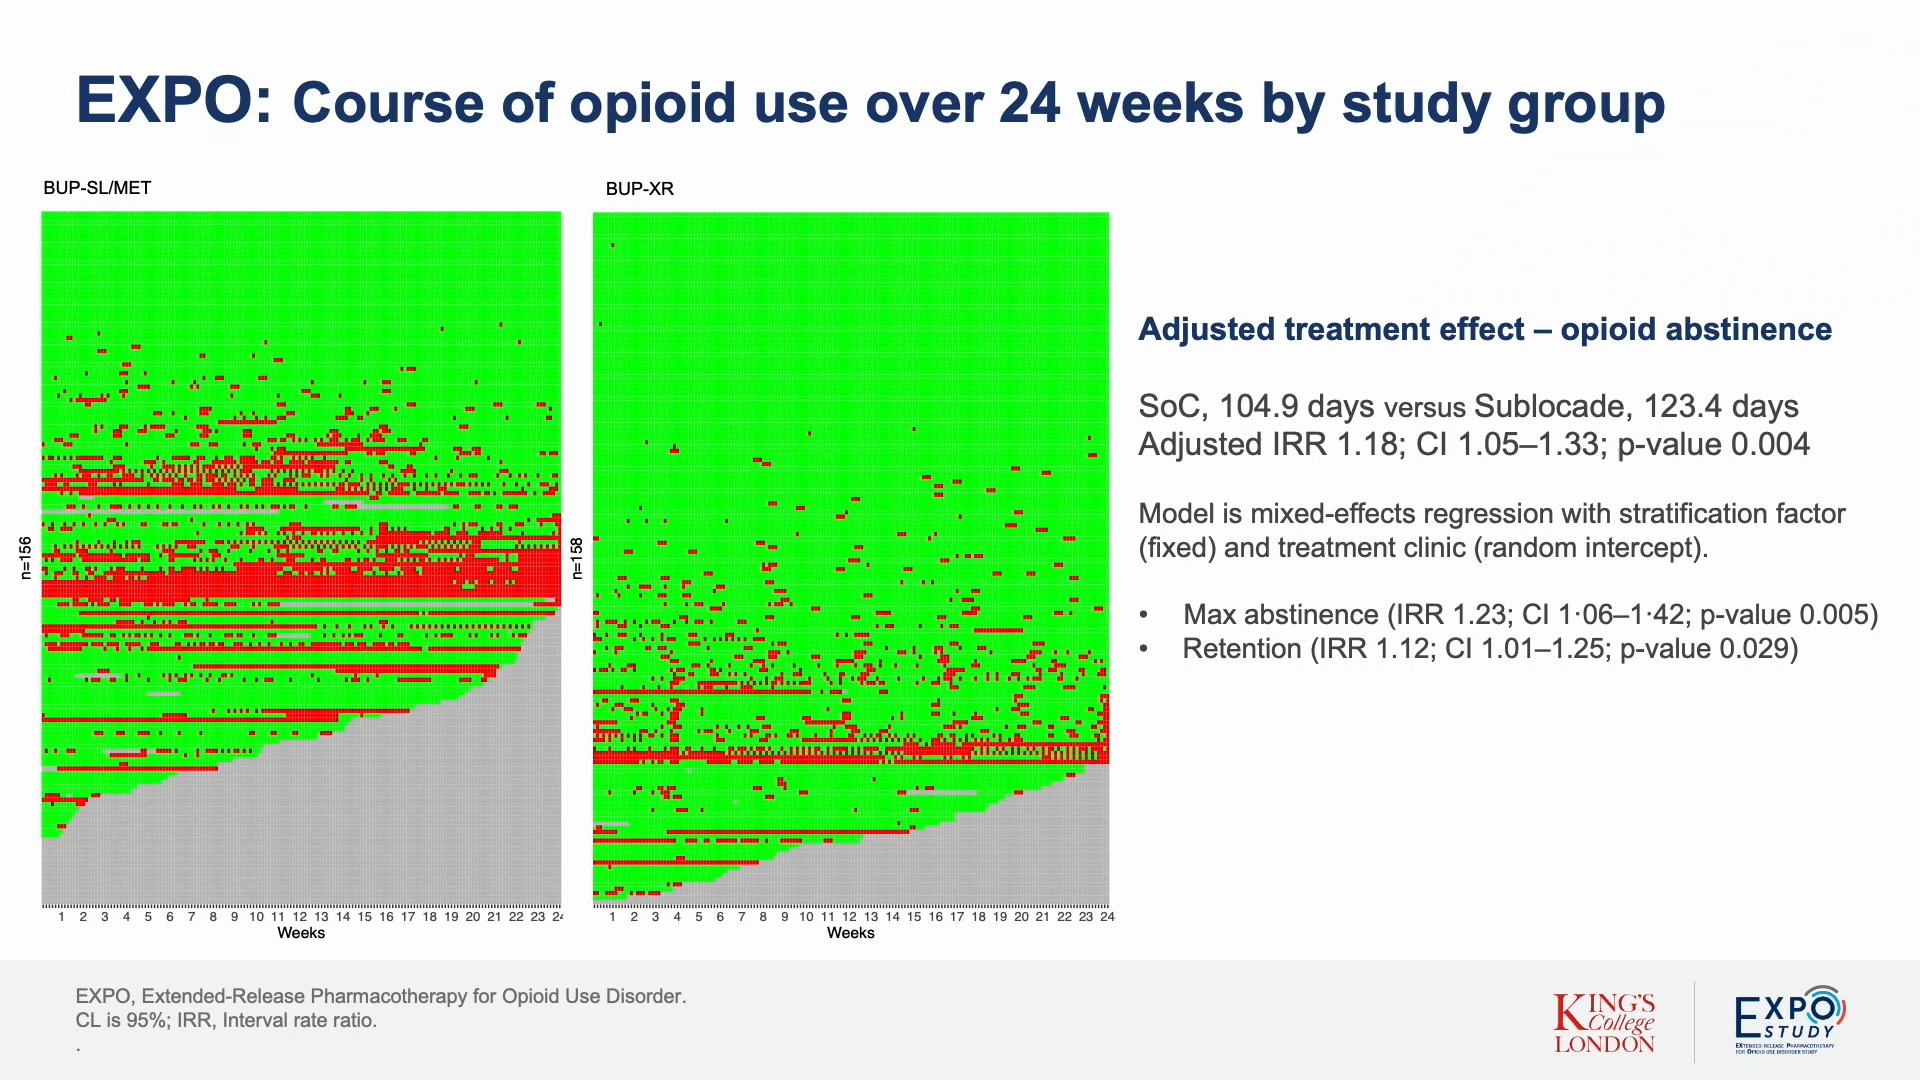 EXPO: Course of opioid use over 24 weeks by study group
BUP-SL/MET
n=156
1 2 3 4 5 6 7 8 9 10 11 12 13 14 15 16 17 18 19 20 21 22 23 24
Weeks
BUP-XR
n=158
1 2 3 4 5 6 7 8 9 10 11 12 13 14 15 16 17 18 19 20 21 22 23 24
Weeks
Adjusted treatment effect – opioid abstinence
SoC, 104.9 days versus Sublocade, 123.4 days
Adjusted IRR 1.18; CI 1.05–1.33; p-value 0.004
Model is mixed-effects regression with stratification factor
(fixed) and treatment clinic (random intercept).
• Max abstinence (IRR 1.23; CI 1·06–1·42; p-value 0.005)
• Retention (IRR 1.12; CI 1.01–1.25; p-value 0.029)
EXPO, Extended-Release Pharmacotherapy for Opioid Use Disorder.
CL is 95%; IRR, Interval rate ratio.
.
KING'S
College
LONDON
EXPO
STUDY
EXTENDED-RELEASE PHARMACOTHERAPY
FOR OPIOID USE DISORDER STUDY